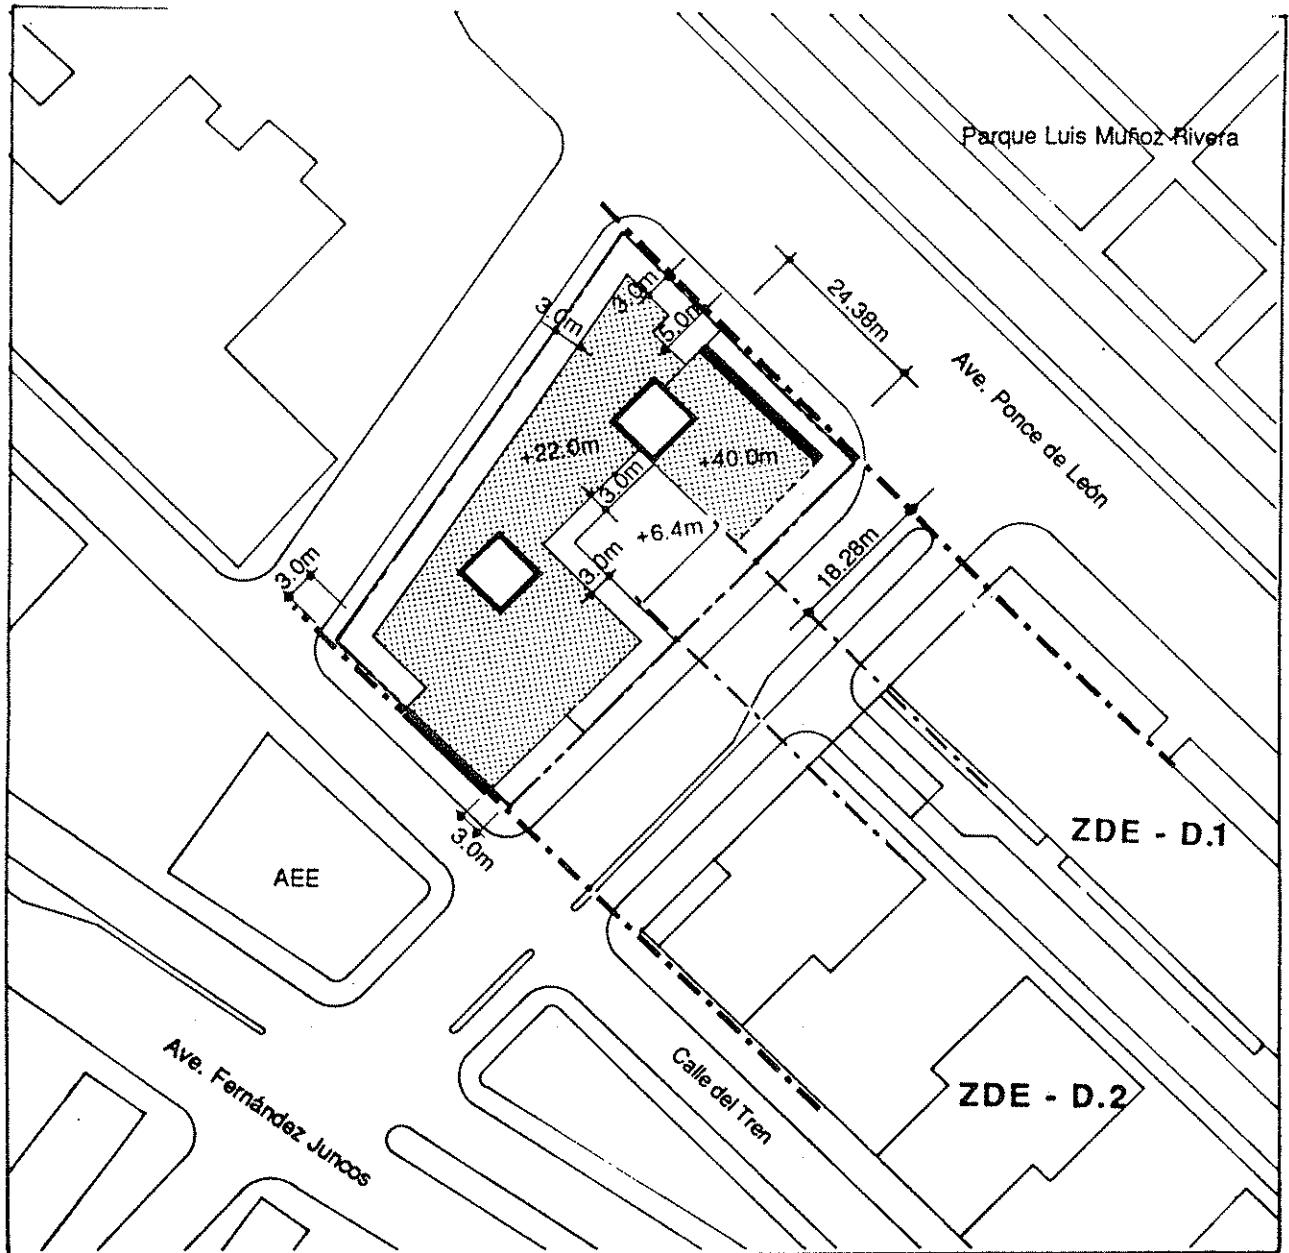 Parque Luis Muñoz Rivera
3.0m
24.38m
3.0m
5.0m
Ave. Ponce de León
+22.0m
+40.0m
3.0m
+6.4m
18.28m
3.0m
3.0m
3.0m
ZDE - D.1
AEE
Ave. Fernández Juncos
Calle del Tren
ZDE - D.2